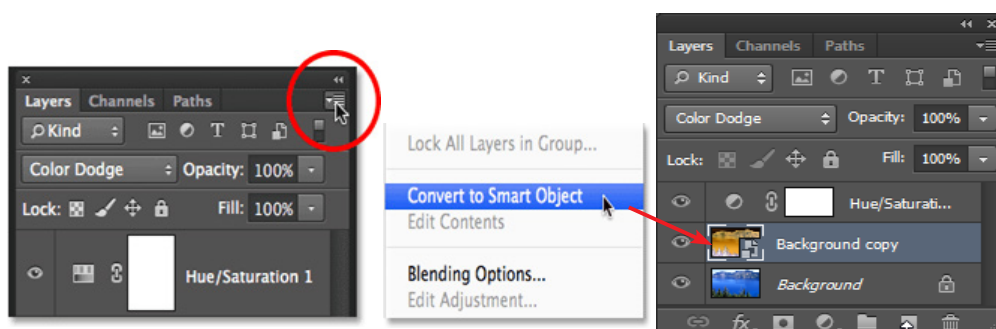 Layers Channels Paths
Kind T
Color Dodge Opacity: 100%
Lock: Fill: 100%
Hue/Saturation 1
Lock All Layers in Group...
Convert to Smart Object
Edit Contents
Blending Options...
Edit Adjustment...
Layers Channels Paths
Kind T
Color Dodge Opacity: 100%
Lock: Fill: 100%
Hue/Saturati...
Background copy
Background
fx